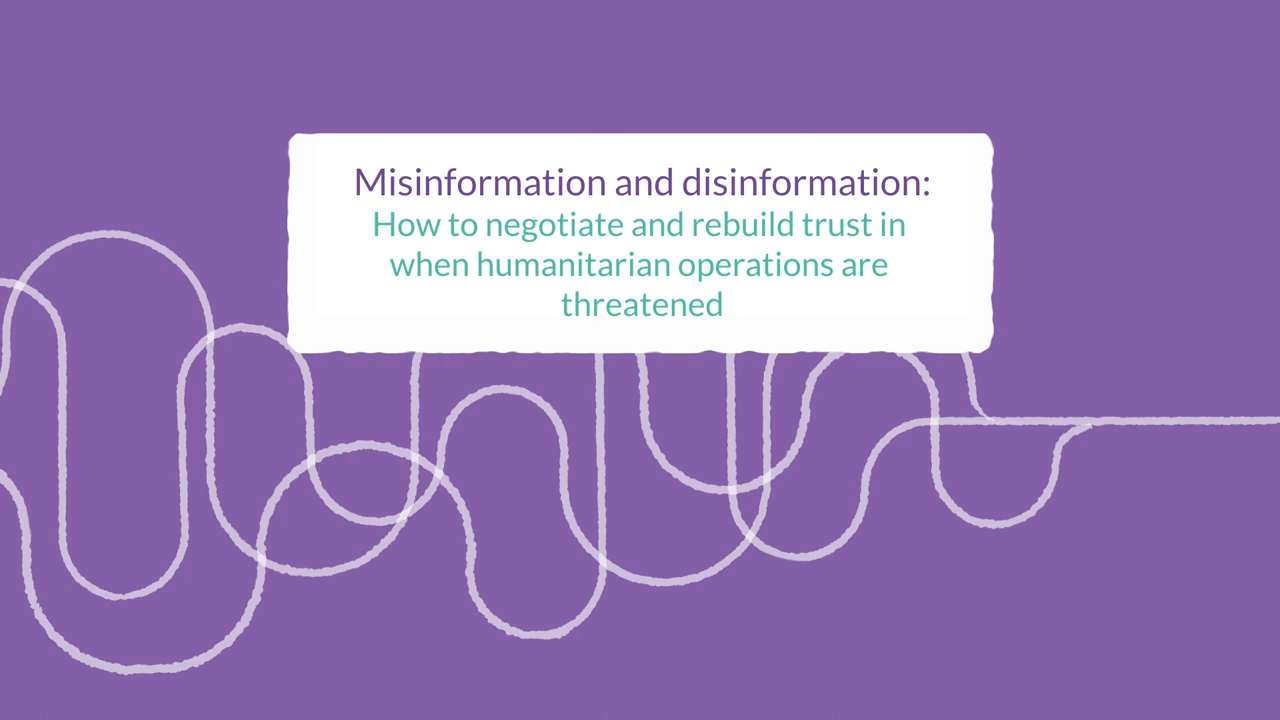 Misinformation and disinformation:
How to negotiate and rebuild trust in
when humanitarian operations are
threatened